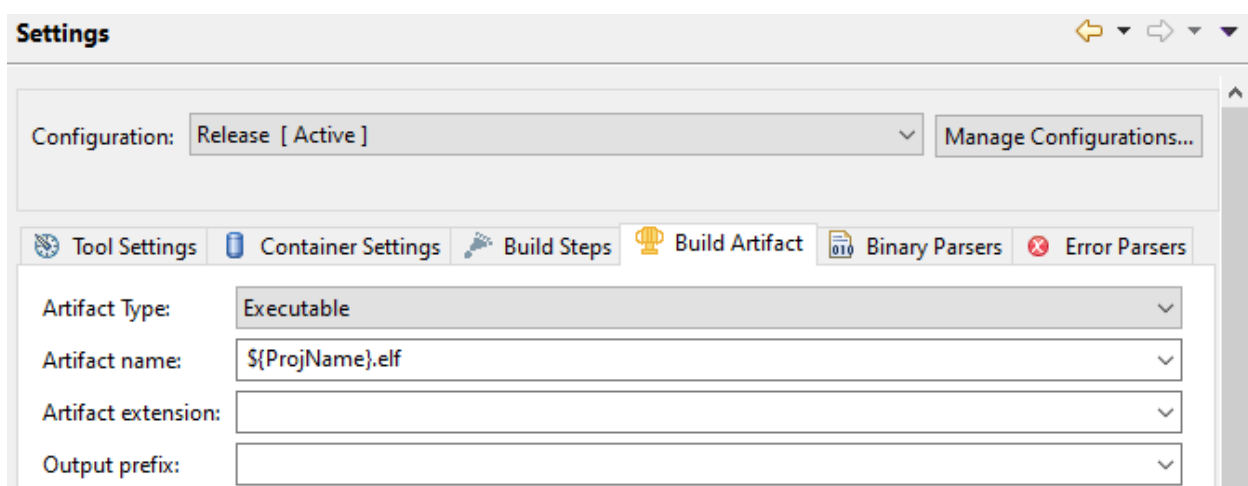 Settings
Configuration: Release [ Active ] Manage Configurations...
Tool Settings Container Settings Build Steps Build Artifact 010 Binary Parsers Error Parsers
Artifact Type: Executable
Artifact name: ${ProjName}.elf
Artifact extension:
Output prefix: